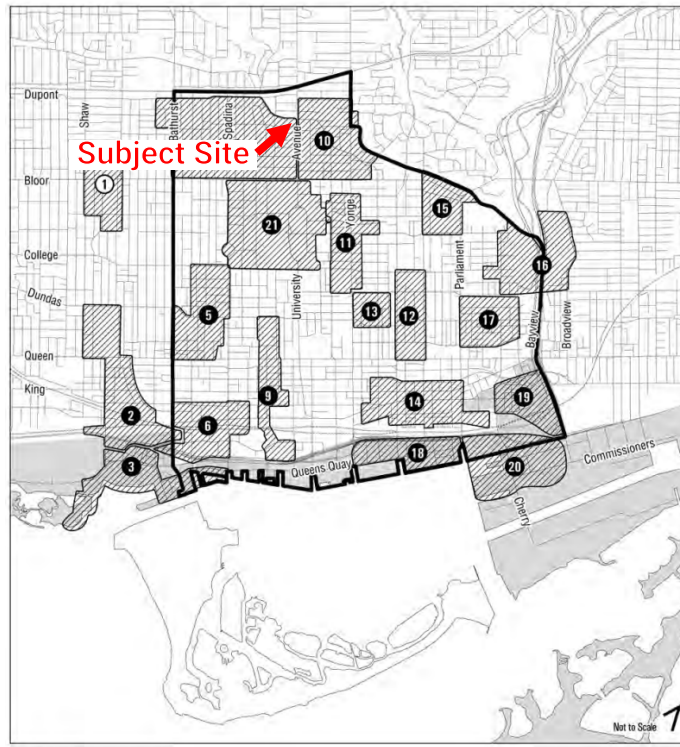 Dupont
Shaw
Bathurst
Spadina
Avenue
10
Subject Site
Bloor
1
15
21
Yonge
11
College
Parliament
16
Dundas
University
5
13
12
17
Bayview
Broadview
Queen
King
2
6
9
14
19
3
Queens Quay
18
20
Commissioners
Cherry
Not to Scale